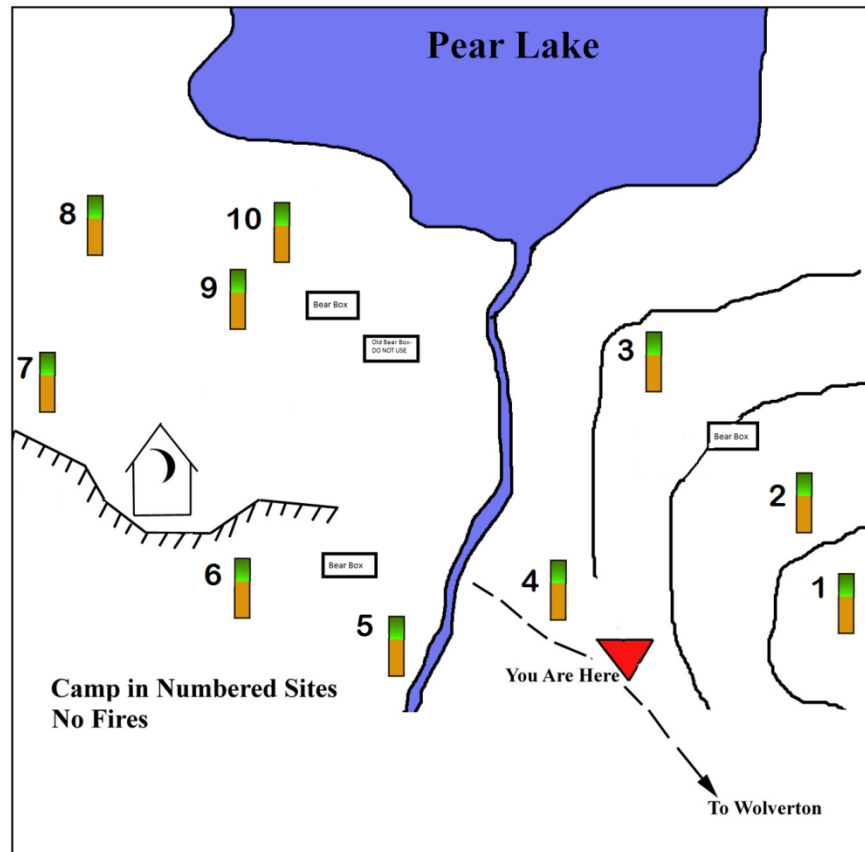 Pear Lake
8
10
9
Bear Box
Old Bear Box-
DO NOT USE
3
7
Bear Box
2
6
Bear Box
4
1
5
You Are Here
Camp in Numbered Sites
No Fires
To Wolverton